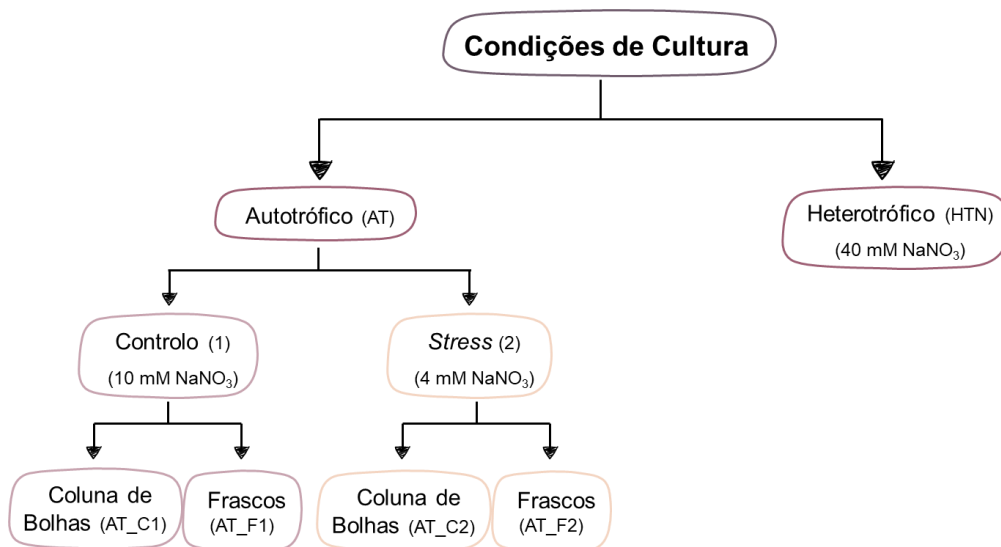 Condições de Cultura
Autotrófico (AT)
Heterotrófico (HTN)
(40 mM NaNO₃)
Controlo (1)
(10 mM NaNO₃)
Stress (2)
(4 mM NaNO₃)
Coluna de
Bolhas (AT_C1)
Frascos
(AT_F1)
Coluna de
Bolhas (AT_C2)
Frascos
(AT_F2)